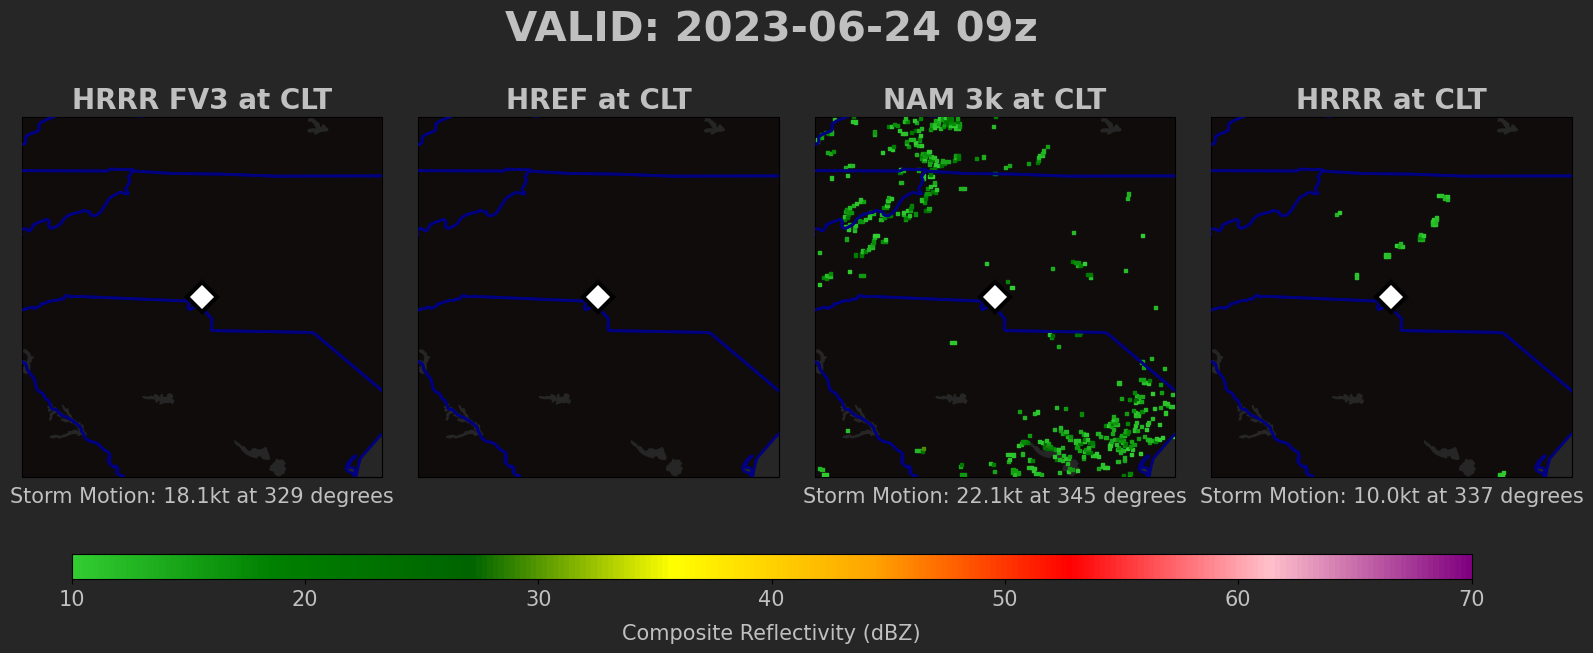 VALID: 2023-06-24 09z
HRRR FV3 at CLT
HREF at CLT
NAM 3k at CLT
HRRR at CLT
Storm Motion: 18.1kt at 329 degrees
Storm Motion: 22.1kt at 345 degrees
Storm Motion: 10.0kt at 337 degrees
10 20 30 40 50 60 70
Composite Reflectivity (dBZ)